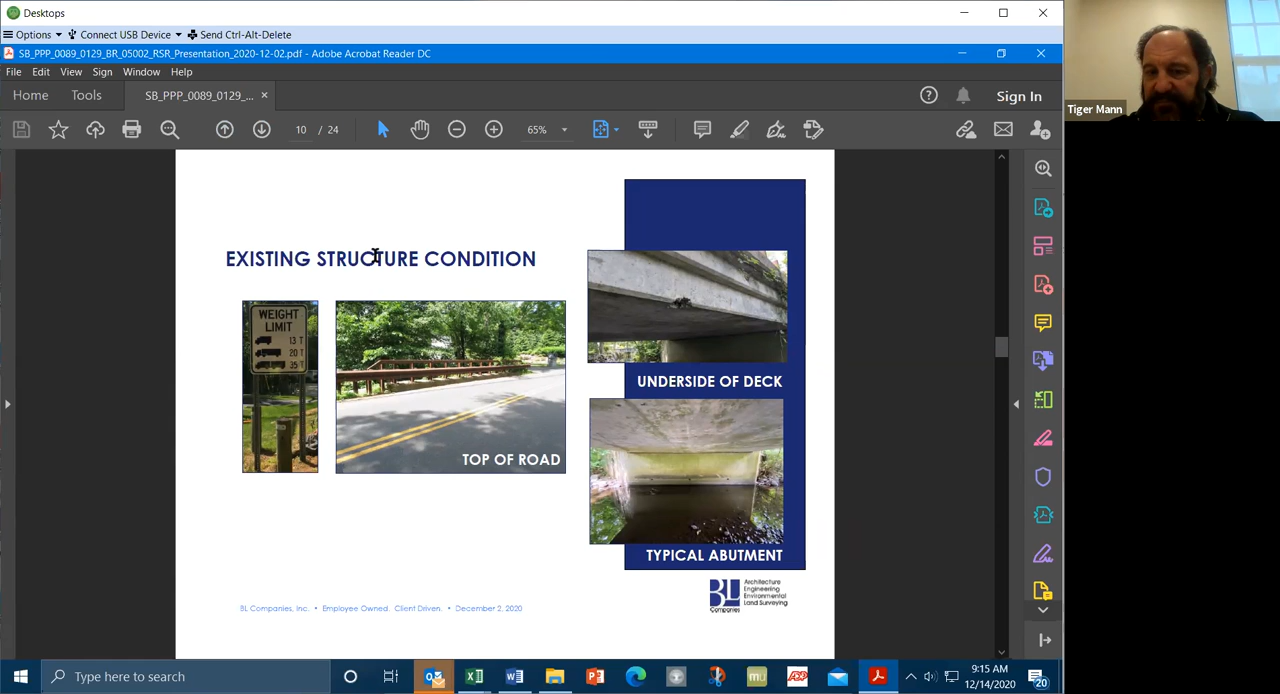 Desktops
Options Connect USB Device Send Ctrl-Alt-Delete
SB_PPP_0089_0129_BR_05002_RSR_Presentation_2020-12-02.pdf - Adobe Acrobat Reader DC
File Edit View Sign Window Help
Home Tools SB_PPP_0089_0129_... × Sign In
10 / 24 65%
Tiger Mann
EXISTING STRUCTURE CONDITION
WEIGHT
LIMIT
13 T
20 T
35 T
TOP OF ROAD
UNDERSIDE OF DECK
TYPICAL ABUTMENT
BL Companies, Inc. • Employee Owned. Client Driven. • December 2, 2020
BL
Companies
Architecture
Engineering
Environmental
Land Surveying
Type here to search
mu
ADP
9:15 AM
12/14/2020
20